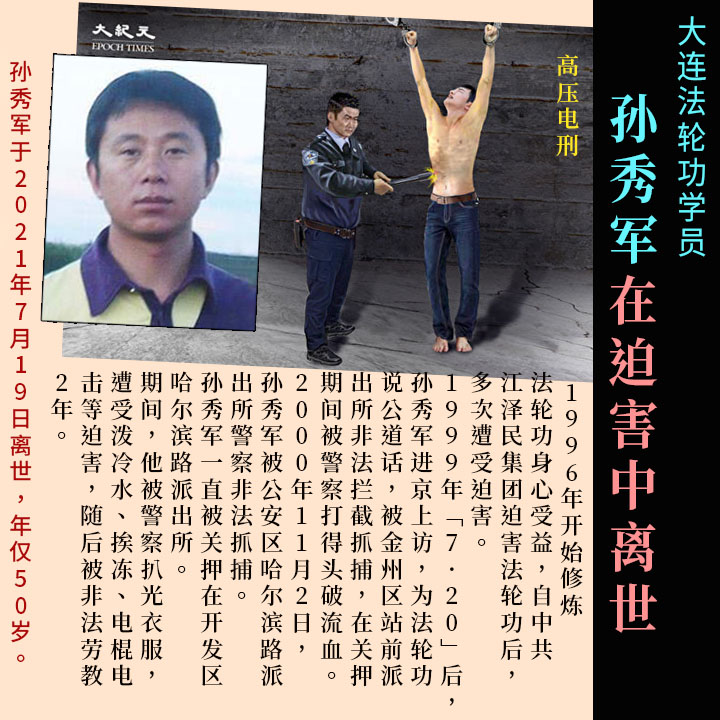 大连法轮功学员
孙秀军在迫害中离世
大紀元
EPOCH TIMES
高压电刑
1996年开始修炼
法轮功身心受益，自中共
江泽民集团迫害法轮功后，
多次遭受迫害。
1999年「7·20」后，
孙秀军进京上访，为法轮功
说公道话，被金州区站前派
出所非法拦截抓捕，在关押
期间被警察打得头破流血。
2000年11月2日，
孙秀军被公安区哈尔滨路派
出所警察非法抓捕。
孙秀军一直被关押在开发区
哈尔滨路派出所。
期间，他被警察扒光衣服，
遭受泼冷水、挨冻、电棍电
击等迫害，随后被非法劳教
2年。
孙秀军于2021年7月19日离世，年仅50岁。